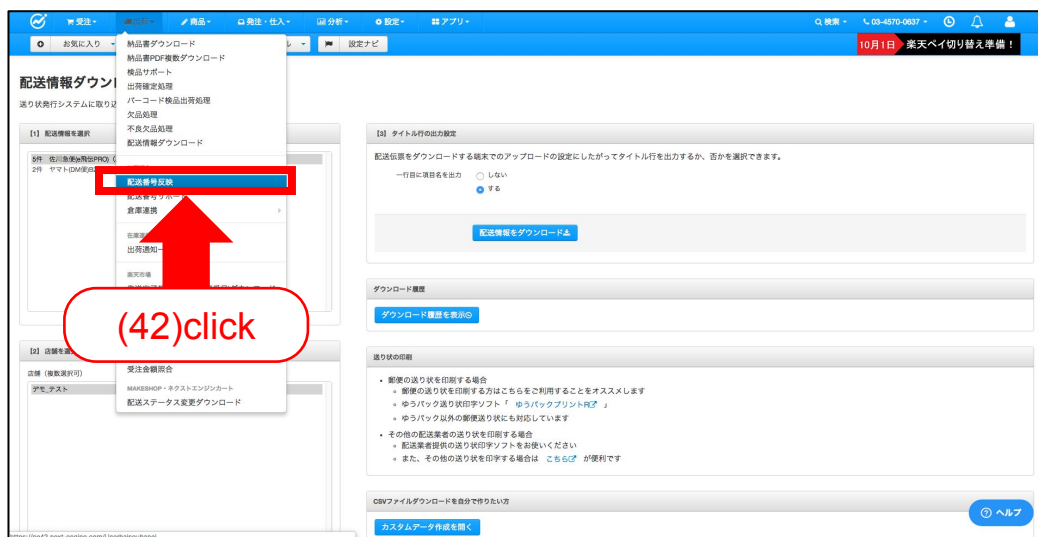 受注 商品 発注・仕入 分析 設定 アプリ 検索 03-4570-0637
お気に入り 設定ナビ 10月1日 楽天ペイ切り替え準備！
納品書ダウンロード
納品書PDF複数ダウンロード
検品サポート
出荷確定処理
バーコード検品出荷処理
欠品処理
不良欠品処理
配送情報ダウンロード
配送番号反映
配送番号サポート
倉庫連携
出荷通知一
楽天市場
(42)click
受注金額照合
MAKESHOP・ネクストエンジンカート
配送ステータス変更ダウンロード
配送情報ダウン
送り状発行システムに取り込
[1] 配送情報を選択
5件 佐川急便(e飛伝PRO)
2件 ヤマト(DM便)B2
[2] 店舗を選
店舗（複数選択可）
デモ_テスト
[3] タイトル行の出力設定
配送伝票をダウンロードする端末でのアップロードの設定にしたがってタイトル行を出力するか、否かを選択できます。
一行目に項目名を出力 しない
する
配送情報をダウンロード
ダウンロード履歴
ダウンロード履歴を表示
送り状の印刷
• 郵便の送り状を印刷する場合
◦ 郵便の送り状を印刷する方はこちらをご利用することをオススメします
◦ ゆうパック送り状印字ソフト「 ゆうパックプリントR 」
◦ ゆうパック以外の郵便送り状にも対応しています
• その他の配送業者の送り状を印刷する場合
◦ 配送業者提供の送り状印字ソフトをお使いください
◦ また、その他の送り状を印字する場合は こちら が便利です
CSVファイルダウンロードを自分で作りたい方
カスタムデータ作成を開く
ヘルプ